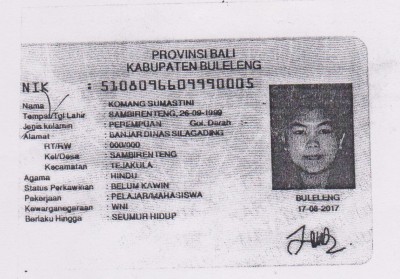 PROVINSI BALI
KABUPATEN BULELENG
NIK : 5108096609990005
Nama : KOMANG SUMASTINI
Tempat/Tgl Lahir : SAMBIRENTENG, 26-09-1999
Jenis kelamin : PEREMPUAN Gol. Darah
Alamat : BANJAR DINAS SILAGADING
RT/RW : 000/000
Kel/Desa : SAMBIRENTENG
Kecamatan : TEJAKULA
Agama : HINDU
Status Perkawinan : BELUM KAWIN
Pekerjaan : PELAJAR/MAHASISWA
Kewarganegaraan : WNI
Berlaku Hingga : SEUMUR HIDUP
BULELENG
17-08-2017